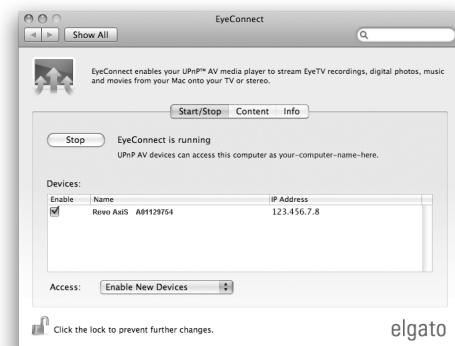 EyeConnect
Show All
EyeConnect enables your UPnP™ AV media player to stream EyeTV recordings, digital photos, music
and movies from your Mac onto your TV or stereo.
Start/Stop Content Info
Stop EyeConnect is running
UPnP AV devices can access this computer as your-computer-name-here.
Devices:
Enable Name IP Address
Revo AxiS A01129754 123.456.7.8
Access: Enable New Devices
Click the lock to prevent further changes.
elgato